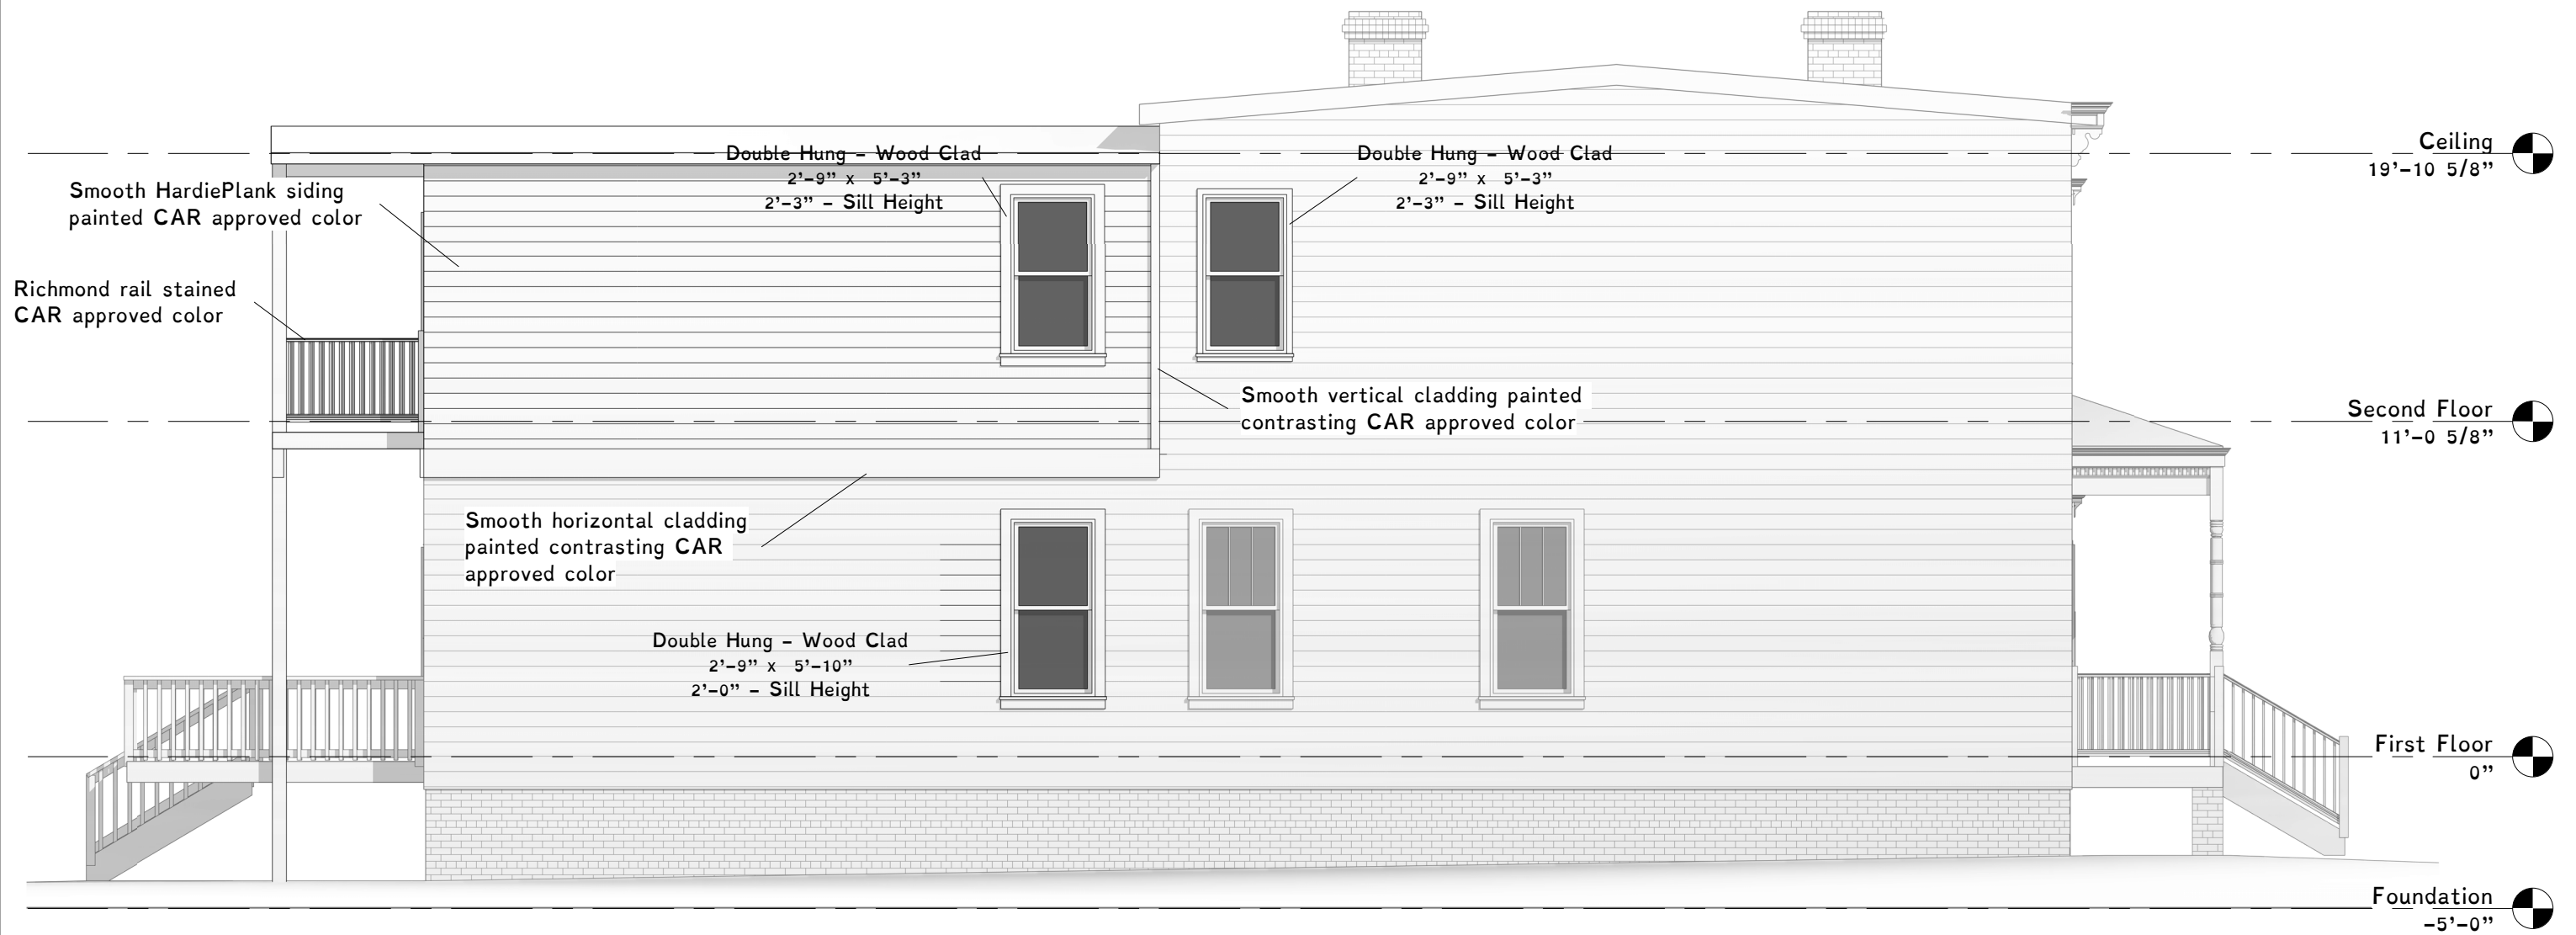 Double Hung – Wood Clad
2'–9" x 5'–3"
2'–3" – Sill Height
Double Hung – Wood Clad
2'–9" x 5'–3"
2'–3" – Sill Height
Ceiling
19'–10 5/8"
Smooth HardiePlank siding
painted CAR approved color
Richmond rail stained
CAR approved color
Smooth vertical cladding painted
contrasting CAR approved color
Second Floor
11'–0 5/8"
Smooth horizontal cladding
painted contrasting CAR
approved color
Double Hung – Wood Clad
2'–9" x 5'–10"
2'–0" – Sill Height
First Floor
0"
Foundation
–5'–0"